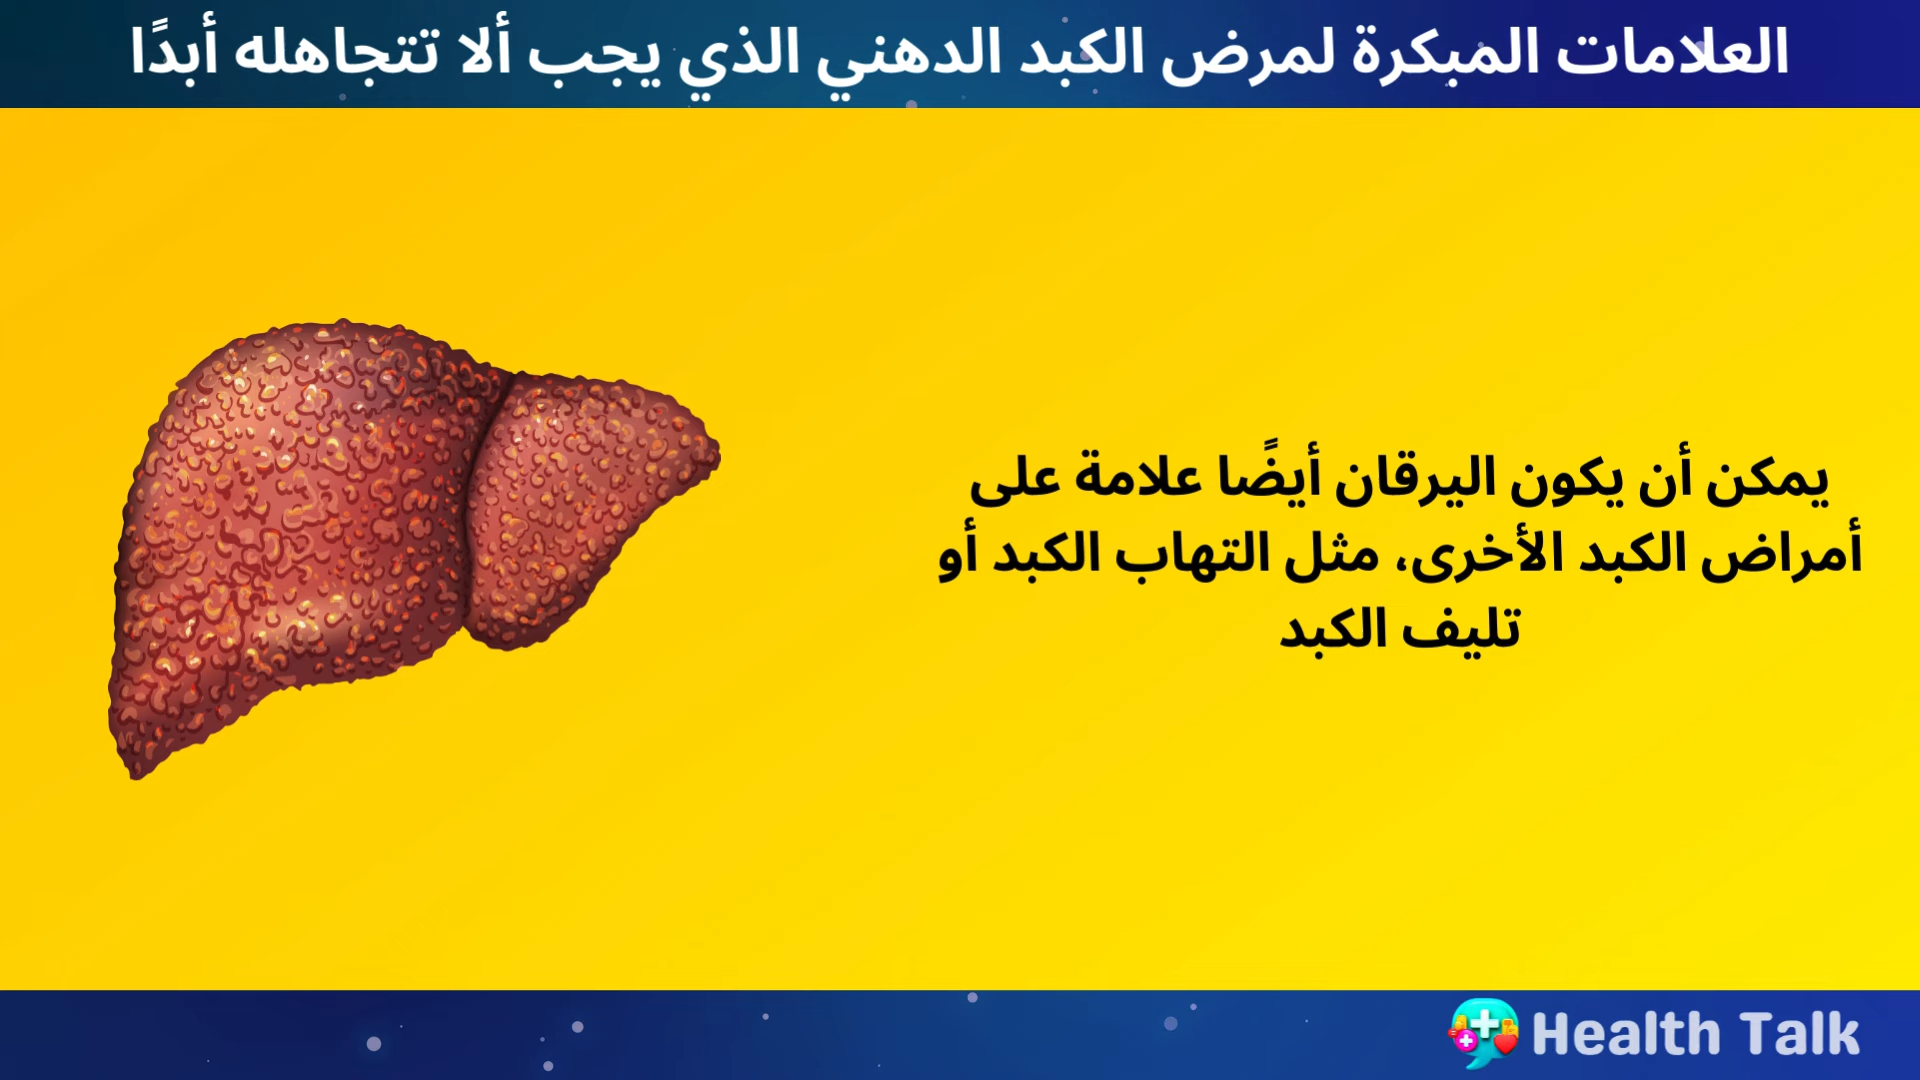 العلامات المبكرة لمرض الكبد الدهني الذي يجب ألا تتجاهله أبدًا
يمكن أن يكون اليرقان أيضًا علامة على
أمراض الكبد الأخرى، مثل التهاب الكبد أو
تليف الكبد
Health Talk